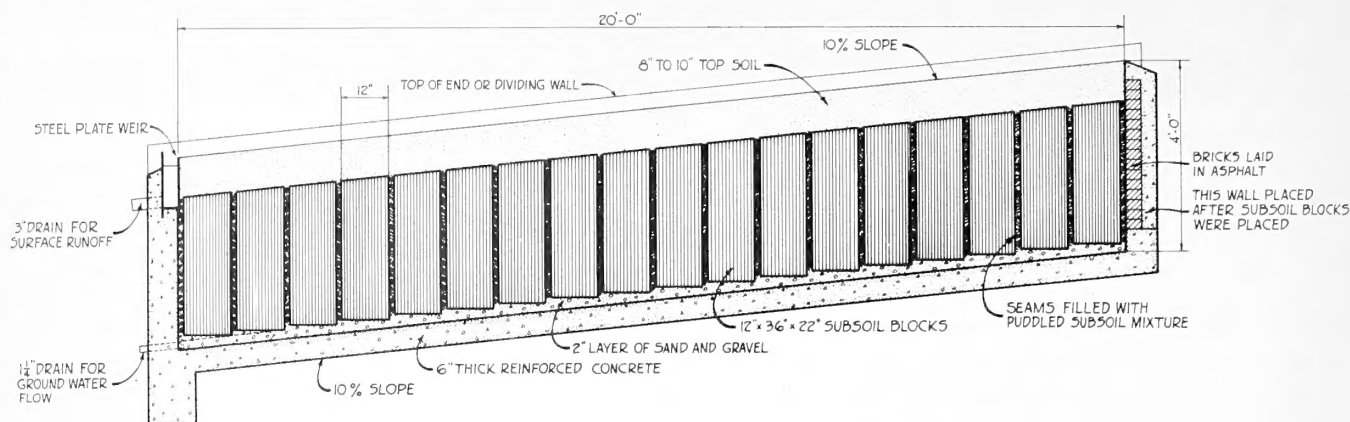 20'-0"
10% SLOPE
8" TO 10" TOP SOIL
TOP OF END OR DIVIDING WALL
12"
STEEL PLATE WEIR
4'-0"
BRICKS LAID
IN ASPHALT
THIS WALL PLACED
AFTER SUBSOIL BLOCKS
WERE PLACED
3" DRAIN FOR
SURFACE RUNOFF
SEAMS FILLED WITH
PUDDLED SUBSOIL MIXTURE
12" x 36" x 22" SUBSOIL BLOCKS
2" LAYER OF SAND AND GRAVEL
6" THICK REINFORCED CONCRETE
1¼" DRAIN FOR
GROUND WATER
FLOW
10% SLOPE